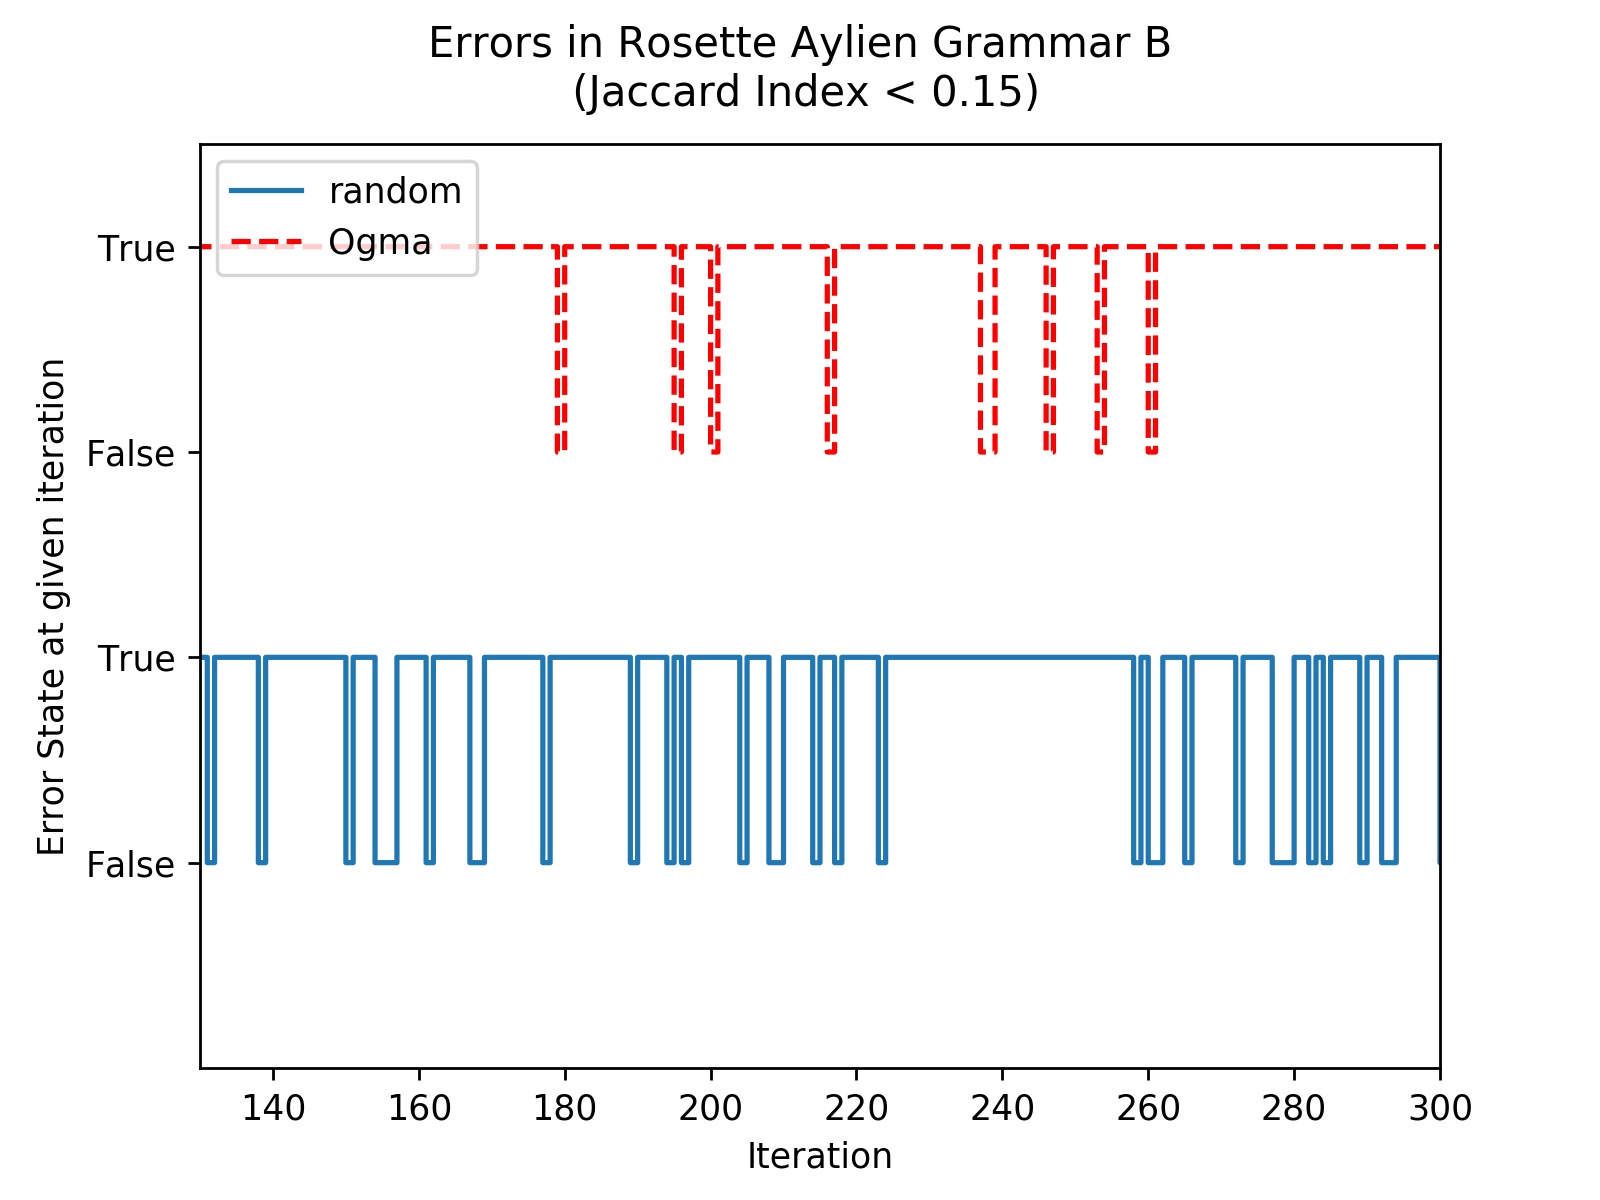 Errors in Rosette Aylien Grammar B
(Jaccard Index < 0.15)
random
Ogma
True
False
True
False
Error State at given iteration
140 160 180 200 220 240 260 280 300
Iteration